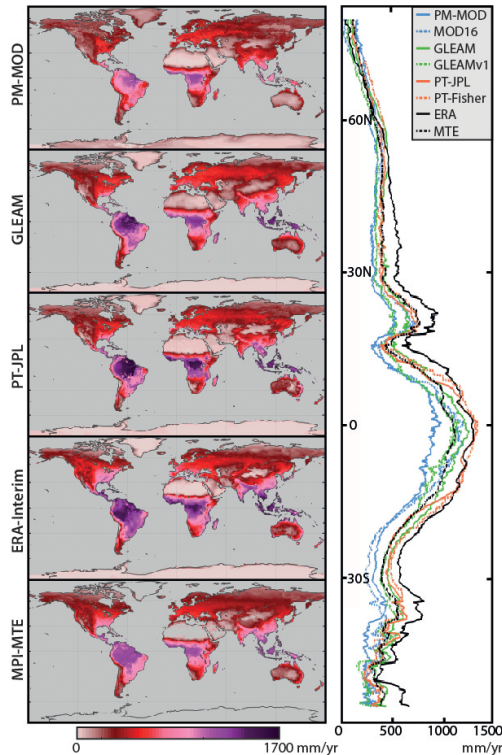 PM-MOD
GLEAM
PT-JPL
ERA-Interim
MPI-MTE
0
1700 mm/yr
PM-MOD
MOD16
GLEAM
GLEAMv1
PT-JPL
PT-Fisher
ERA
MTE
60N
30N
0
30S
0
500
1000
1500
mm/yr